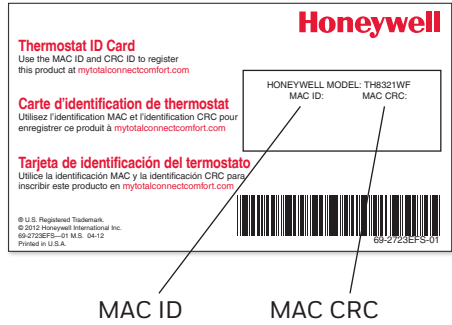 Honeywell
Thermostat ID Card
Use the MAC ID and CRC ID to register
this product at mytotalconnectcomfort.com
HONEYWELL MODEL: TH8321WF
MAC ID: MAC CRC:
Carte d'identification de thermostat
Utilisez l'identification MAC et l'identification CRC pour
enregistrer ce produit à mytotalconnectcomfort.com
Tarjeta de identificación del termostato
Utilice la identificación MAC y la identificación CRC para
inscribir este producto en mytotalconnectcomfort.com
® U.S. Registered Trademark.
© 2012 Honeywell International Inc.
69-2723EFS—01 M.S. 04-12
Printed in U.S.A.
69-2723EFS-01
MAC ID MAC CRC